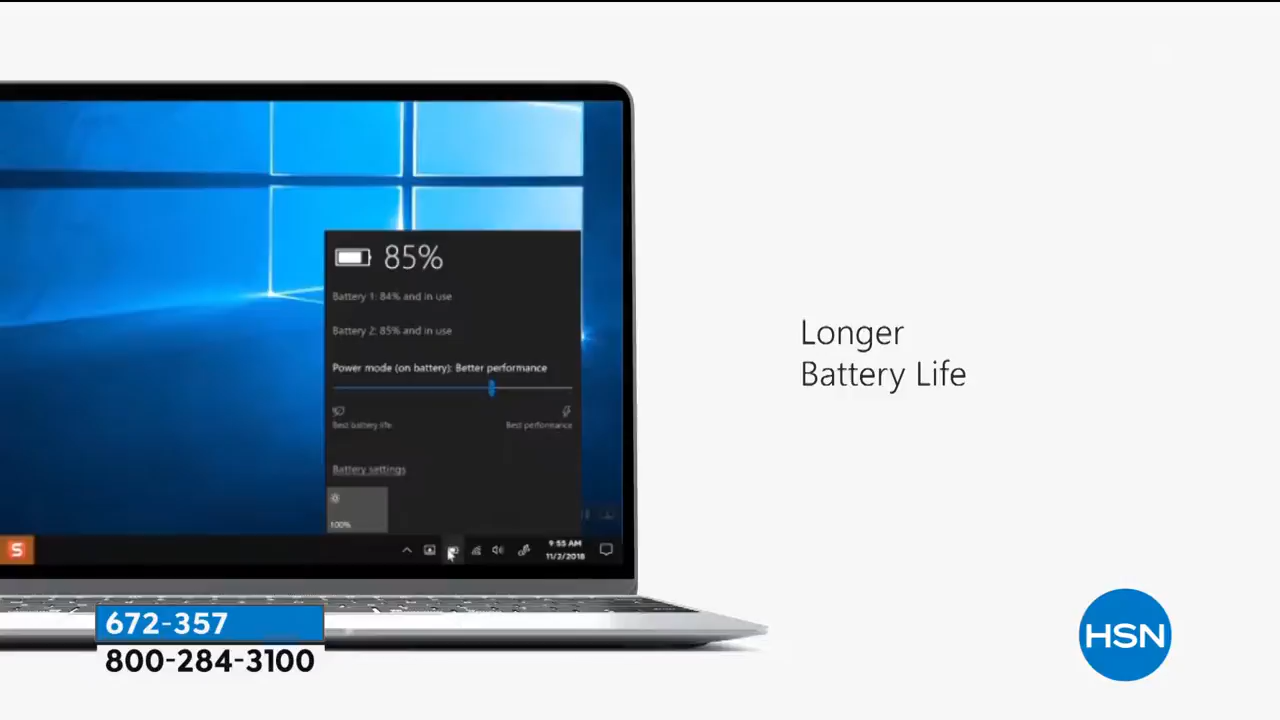 85%
Battery 1: 84% and in use
Battery 2: 85% and in use
Power mode (on battery): Better performance
Best battery life
Best performance
Battery settings
100%
S
9:55 AM
11/2/2018
Longer
Battery Life
672-357
800-284-3100
HSN